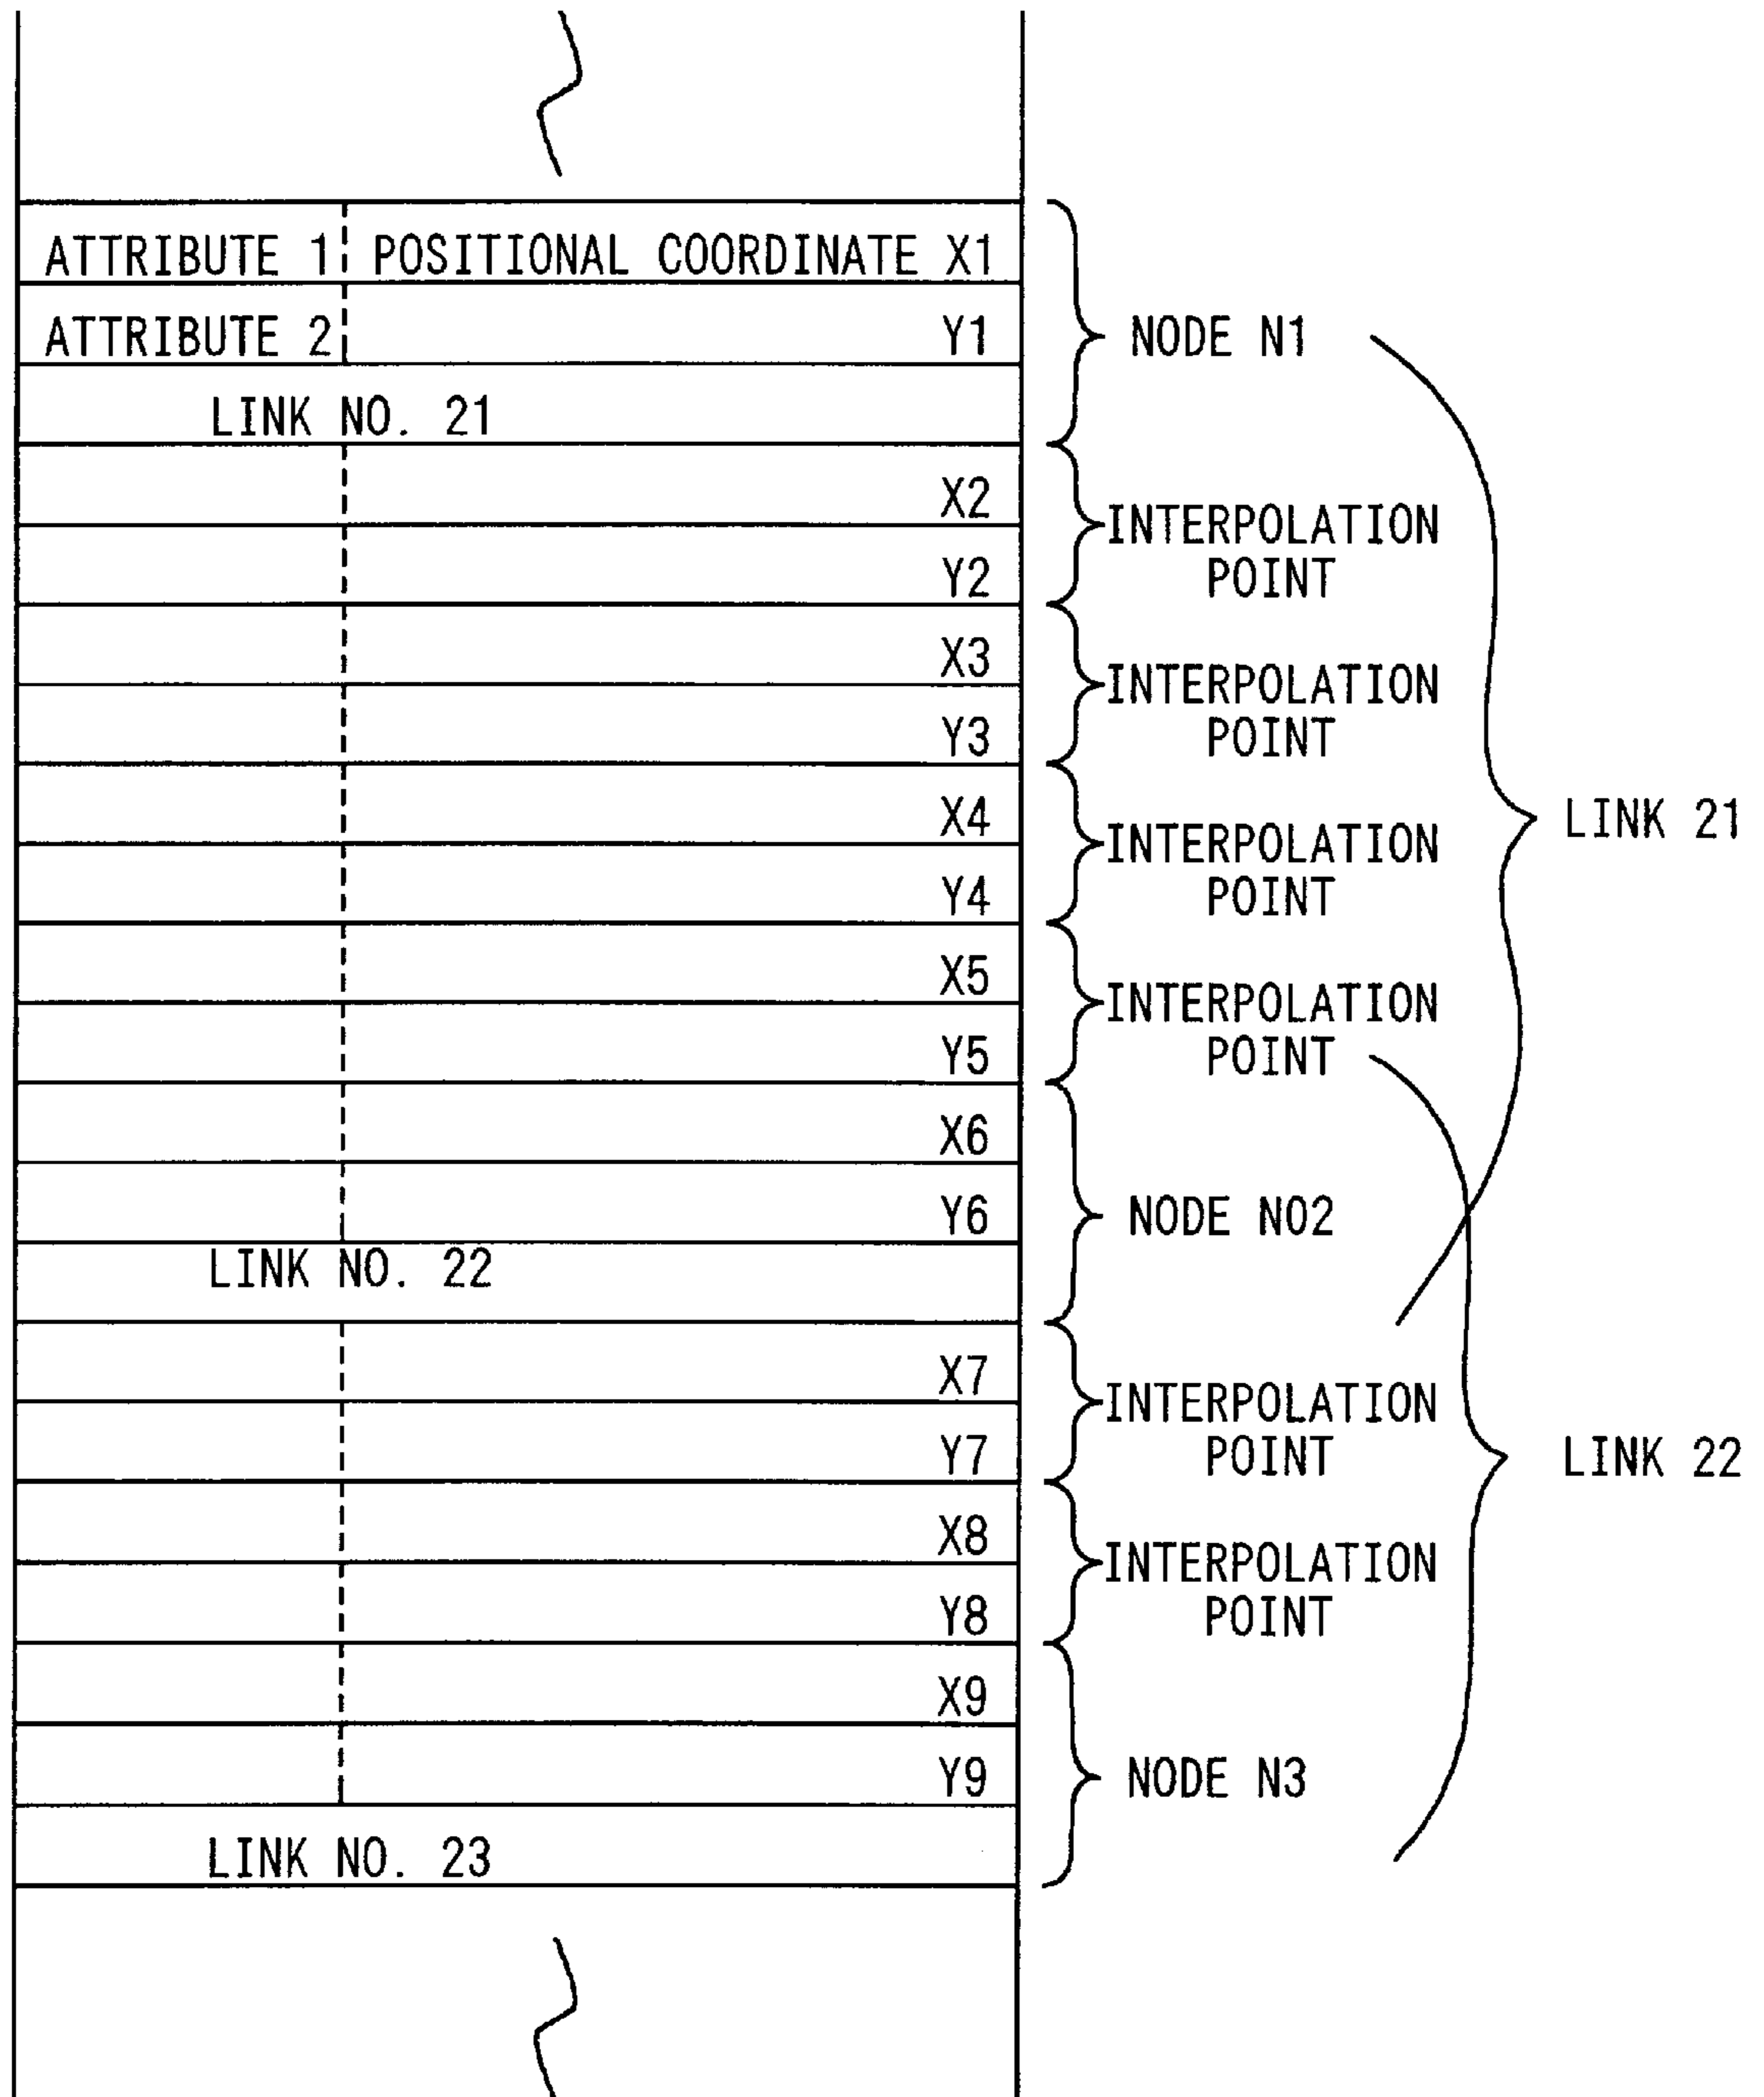 ATTRIBUTE 1 POSITIONAL COORDINATE X1
ATTRIBUTE 2 Y1
NODE N1
LINK NO. 21
X2
INTERPOLATION
POINT
Y2
X3
INTERPOLATION
POINT
Y3
X4
LINK 21
INTERPOLATION
POINT
Y4
X5
INTERPOLATION
POINT
Y5
X6
Y6
NODE NO2
LINK NO. 22
X7
INTERPOLATION
POINT
Y7
LINK 22
X8
INTERPOLATION
POINT
Y8
X9
Y9
NODE N3
LINK NO. 23